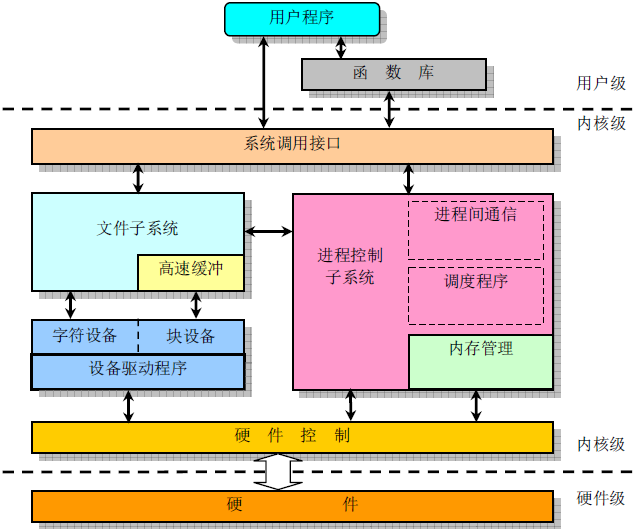 用户程序
函 数 库
用户级
内核级
系统调用接口
文件子系统
高速缓冲
进程控制
子系统
进程间通信
调度程序
内存管理
字符设备
块设备
设备驱动程序
硬 件 控 制
内核级
硬 件
硬件级